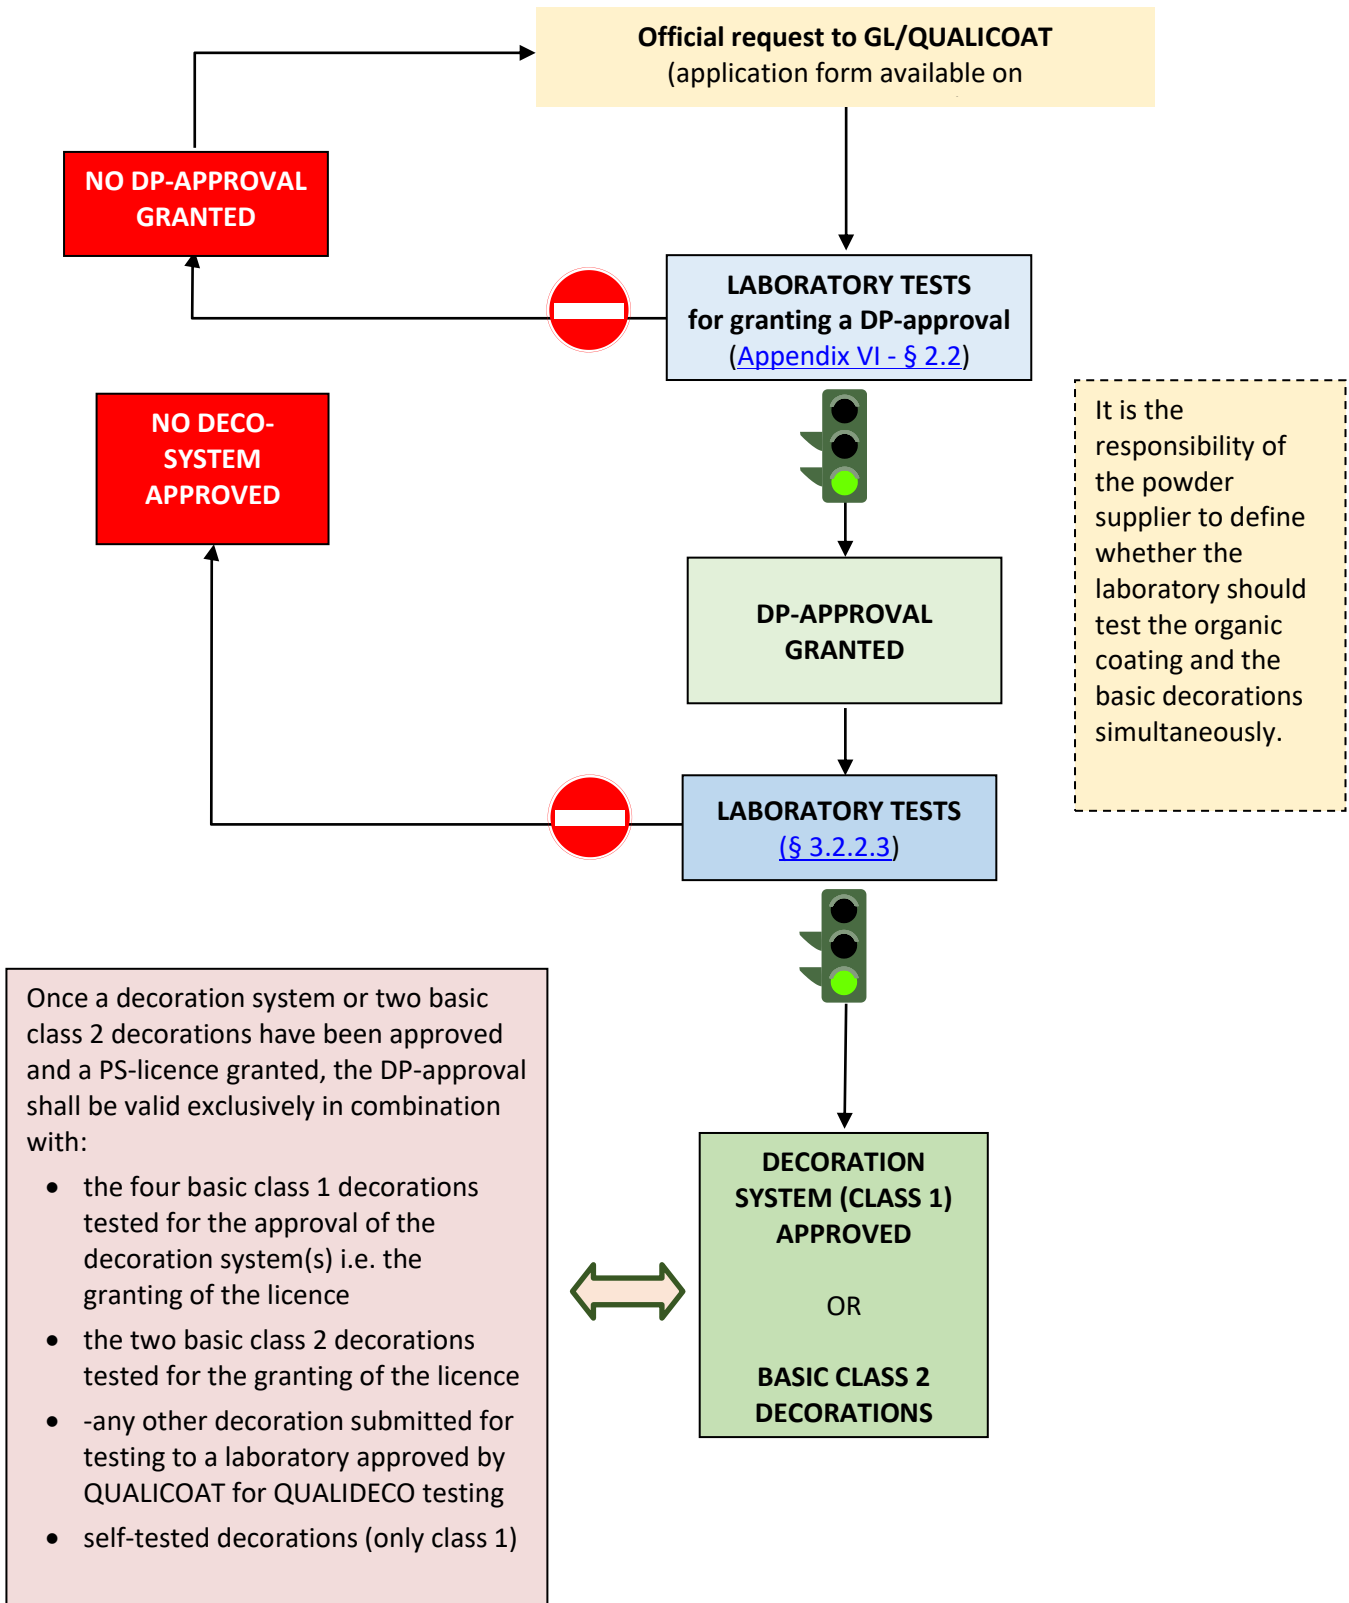 Official request to GL/QUALICOAT
(application form available on
NO DP-APPROVAL
GRANTED
LABORATORY TESTS
for granting a DP-approval
(Appendix VI - § 2.2)
NO DECO-
SYSTEM
APPROVED
It is the
responsibility of
the powder
supplier to define
whether the
laboratory should
test the organic
coating and the
basic decorations
simultaneously.
DP-APPROVAL
GRANTED
LABORATORY TESTS
(§ 3.2.2.3)
Once a decoration system or two basic
class 2 decorations have been approved
and a PS-licence granted, the DP-approval
shall be valid exclusively in combination
with:
• the four basic class 1 decorations
tested for the approval of the
decoration system(s) i.e. the
granting of the licence
• the two basic class 2 decorations
tested for the granting of the licence
• -any other decoration submitted for
testing to a laboratory approved by
QUALICOAT for QUALIDECO testing
• self-tested decorations (only class 1)
DECORATION
SYSTEM (CLASS 1)
APPROVED
OR
BASIC CLASS 2
DECORATIONS